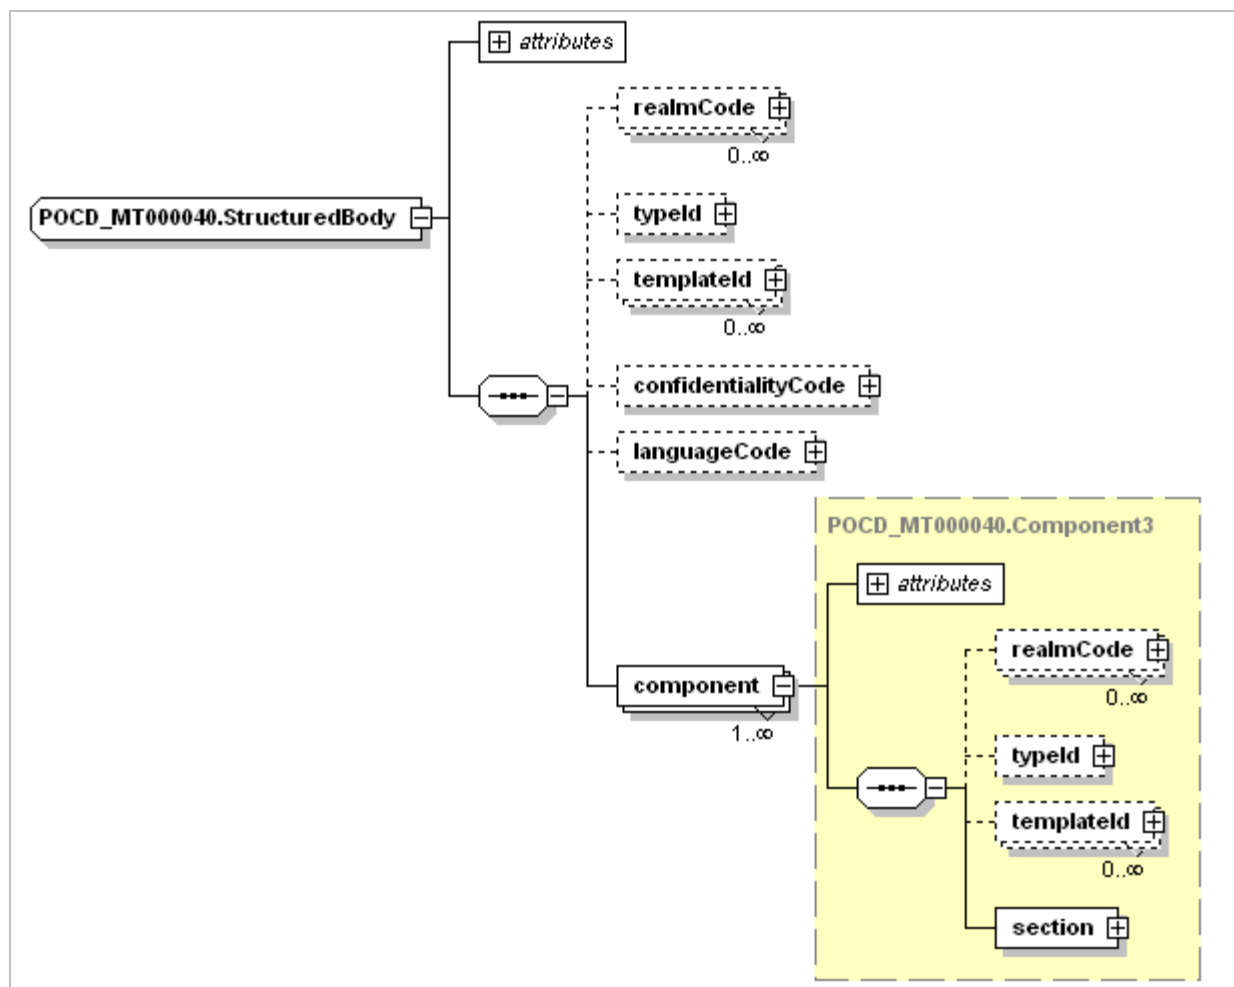 attributes
realmCode
0..∞
POCD_MT000040.StructuredBody
typeId
templateId
0..∞
confidentialityCode
languageCode
POCD_MT000040.Component3
attributes
realmCode
0..∞
component
1..∞
typeId
templateId
0..∞
section